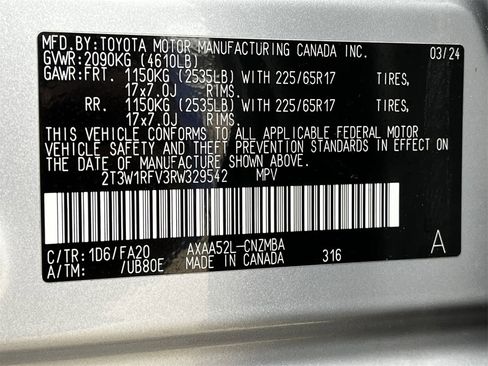 MFD.BY: TOYOTA MOTOR MANUFACTURING CANADA INC. 03/24
GVWR: 2090KG (4610LB)
GAWR: FRT. 1150KG (2535LB) WITH 225/65R17 TIRES,
17x7.0J RIMS.
RR. 1150KG (2535LB) WITH 225/65R17 TIRES,
17x7.0J RIMS.
THIS VEHICLE CONFORMS TO ALL APPLICABLE FEDERAL MOTOR
VEHICLE SAFETY AND THEFT PREVENTION STANDARDS IN EFFECT ON
THE DATE OF MANUFACTURE SHOWN ABOVE.
2T3W1RFV3RW329542 MPV
C/TR: 1D6/FA20 AXAA52L-CNZMBA A
A/TM: /UB80E MADE IN CANADA 316